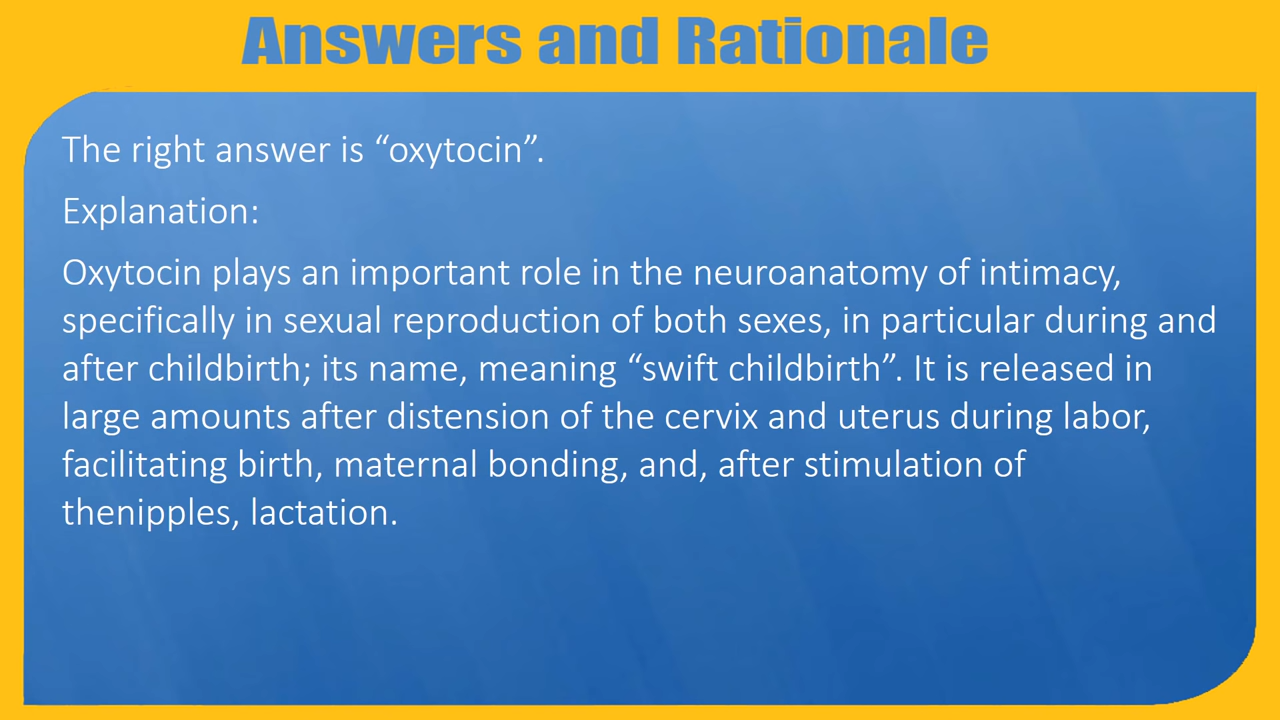 Answers and Rationale
The right answer is “oxytocin”.
Explanation:
Oxytocin plays an important role in the neuroanatomy of intimacy,
specifically in sexual reproduction of both sexes, in particular during and
after childbirth; its name, meaning “swift childbirth”. It is released in
large amounts after distension of the cervix and uterus during labor,
facilitating birth, maternal bonding, and, after stimulation of
thenipples, lactation.